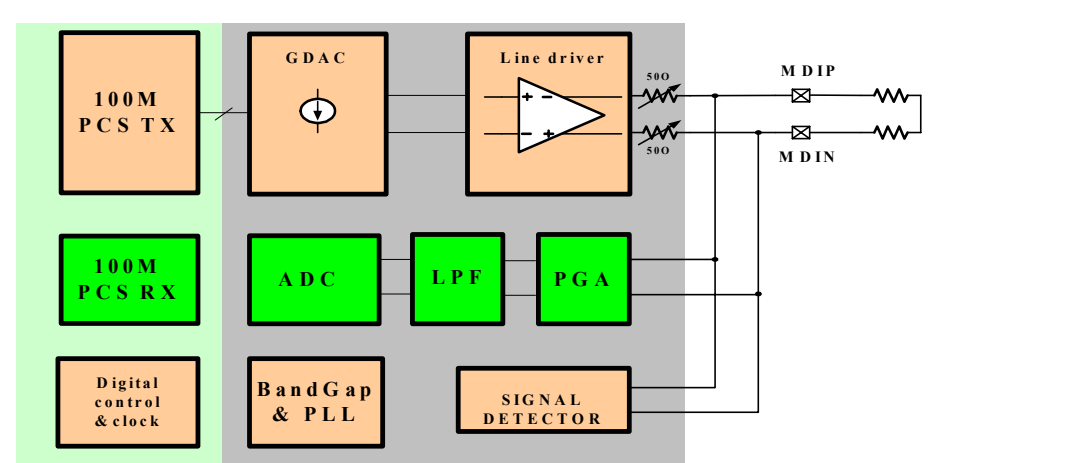 100M
PCS TX
GDAC
Line driver
+ −
− +
50O
50O
MDIP
MDIN
100M
PCS RX
ADC
LPF
PGA
Digital
control
& clock
BandGap
& PLL
SIGNAL
DETECTOR